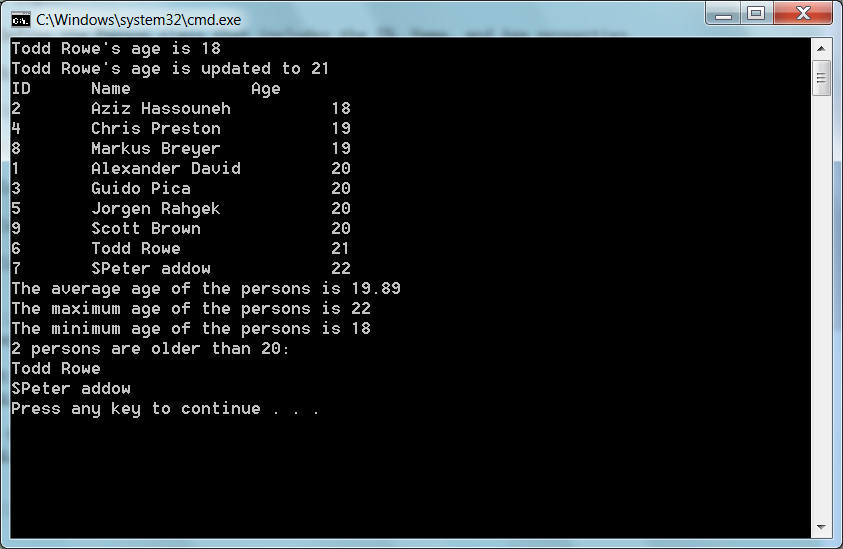 C:\Windows\system32\cmd.exe
Todd Rowe's age is 18
Todd Rowe's age is updated to 21
ID Name Age
2 Aziz Hassouneh 18
4 Chris Preston 19
8 Markus Breyer 19
1 Alexander David 20
3 Guido Pica 20
5 Jorgen Rahgek 20
9 Scott Brown 20
6 Todd Rowe 21
7 SPeter addow 22
The average age of the persons is 19.89
The maximum age of the persons is 22
The minimum age of the persons is 18
2 persons are older than 20:
Todd Rowe
SPeter addow
Press any key to continue . . .